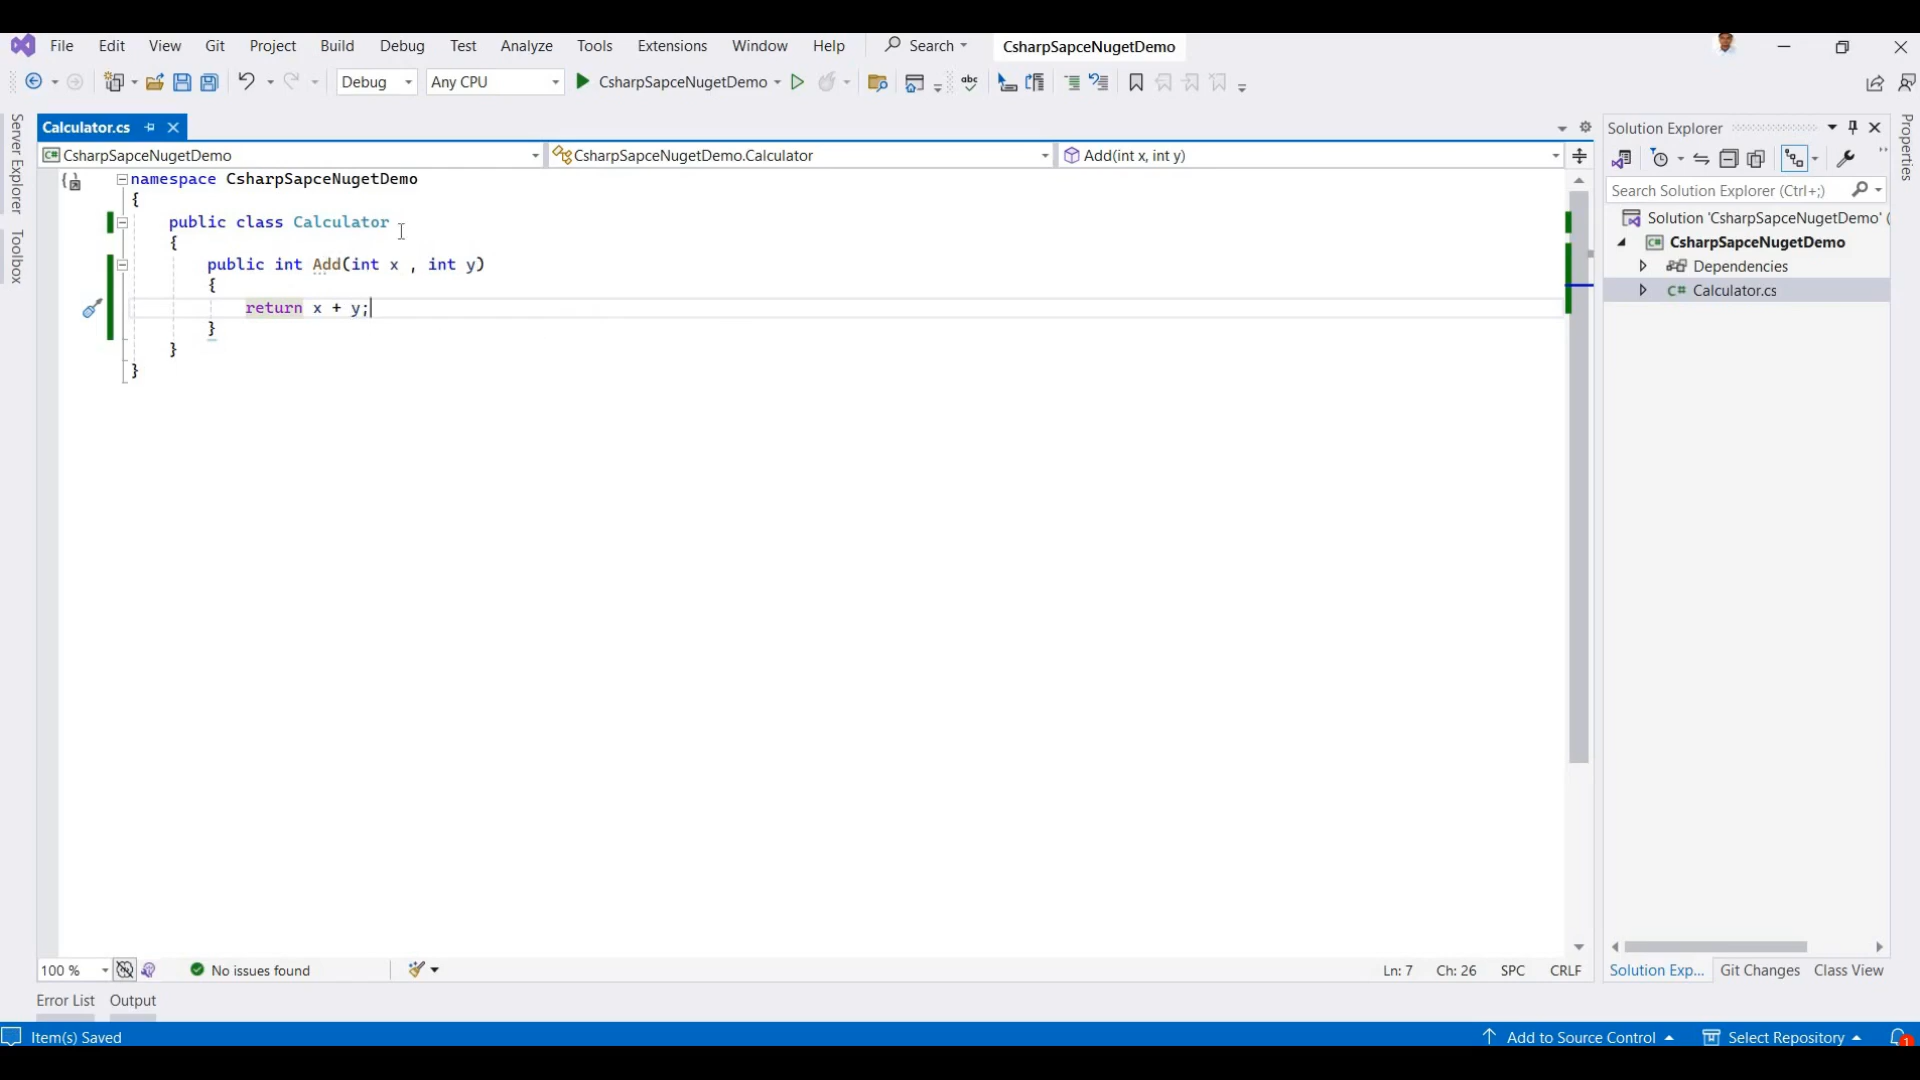 File Edit View Git Project Build Debug Test Analyze Tools Extensions Window Help Search CsharpSapceNugetDemo
Debug Any CPU CsharpSapceNugetDemo abc
Calculator.cs
CsharpSapceNugetDemo CsharpSapceNugetDemo.Calculator Add(int x, int y)
namespace CsharpSapceNugetDemo
{
public class Calculator
{
public int Add(int x , int y)
{
return x + y;
}
}
}
Server Explorer
Toolbox
Solution Explorer
Search Solution Explorer (Ctrl+;)
Solution 'CsharpSapceNugetDemo' (
C# CsharpSapceNugetDemo
Dependencies
C# Calculator.cs
Properties
100 % No issues found Ln: 7 Ch: 26 SPC CRLF
Solution Exp... Git Changes Class View
Error List Output
Item(s) Saved Add to Source Control Select Repository 1